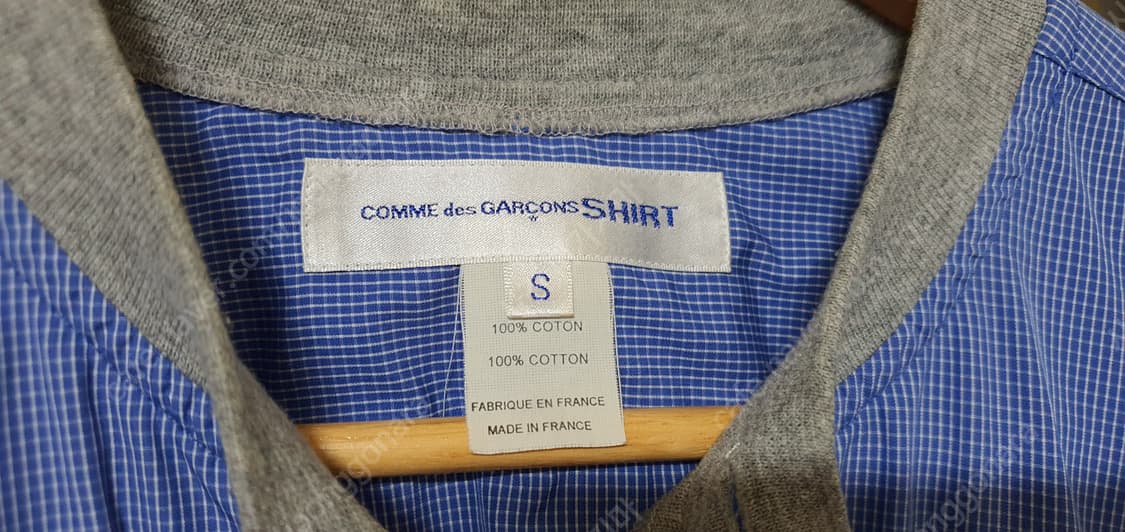 COMME des GARÇONS SHIRT
S
100% COTON
100% COTTON
FABRIQUE EN FRANCE
MADE IN FRANCE